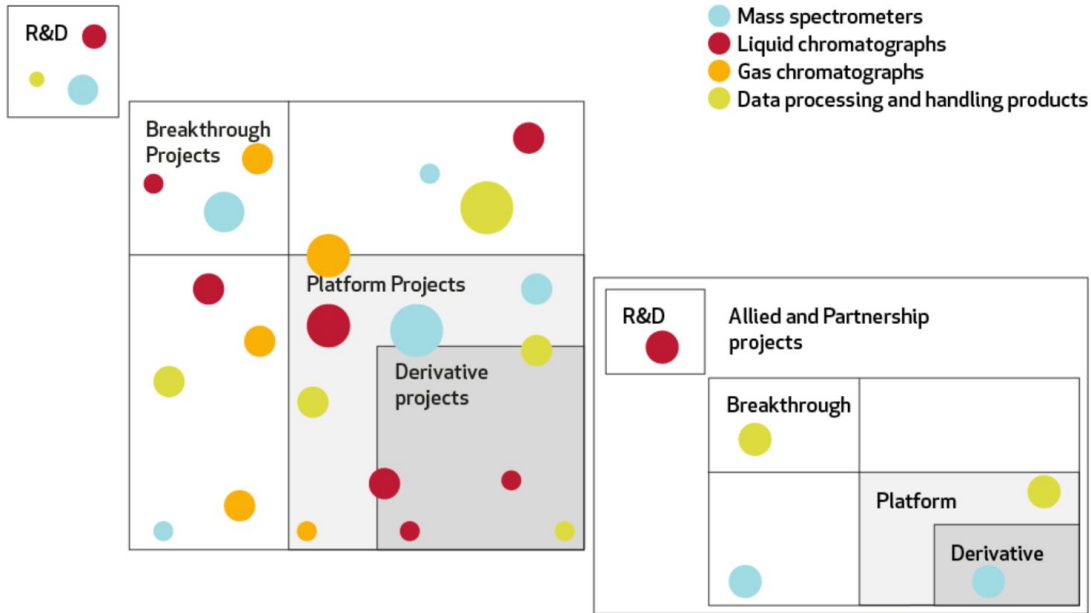 R&D
Mass spectrometers
Liquid chromatographs
Gas chromatographs
Data processing and handling products
Breakthrough
Projects
Platform Projects
Derivative
projects
R&D
Allied and Partnership
projects
Breakthrough
Platform
Derivative